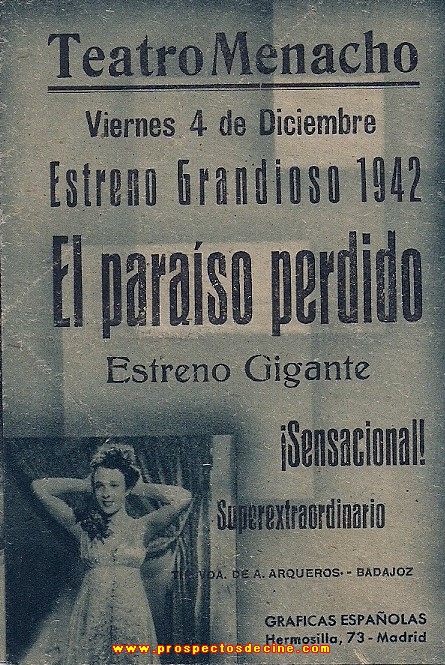 Teatro Menacho
Viernes 4 de Diciembre
Estreno Grandioso 1942
El paraíso perdido
Estreno Gigante
¡Sensacional!
Superextraordinario
TIP. VDA. DE A. ARQUEROS - BADAJOZ
GRAFICAS ESPAÑOLAS
Hermosilla, 73 - Madrid
www.prospectosdecine.com